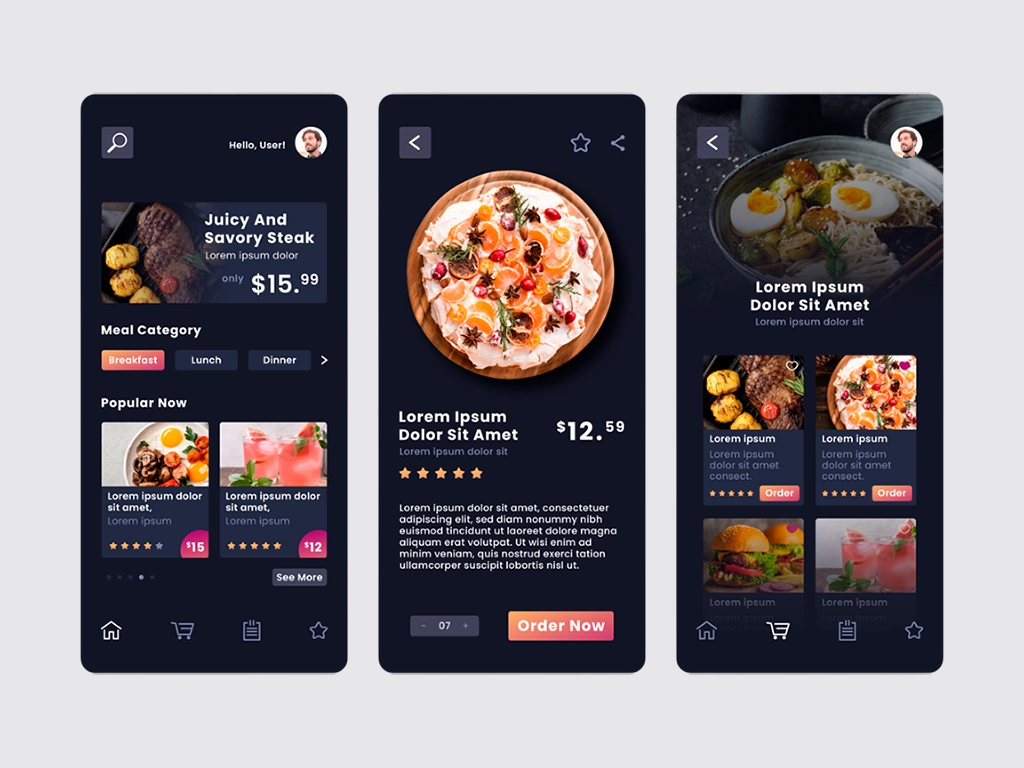 Hello, User!
Juicy And
Savory Steak
Lorem ipsum dolor
only $15.99
Meal Category
Breakfast Lunch Dinner
Popular Now
Lorem ipsum dolor
sit amet,
Lorem ipsum
$15
Lorem ipsum dolor
sit amet,
Lorem ipsum
$12
See More
Lorem Ipsum
Dolor Sit Amet
Lorem ipsum dolor sit
$12.59
Lorem ipsum dolor sit amet, consectetuer
adipiscing elit, sed diam nonummy nibh
euismod tincidunt ut laoreet dolore magna
aliquam erat volutpat. Ut wisi enim ad
minim veniam, quis nostrud exerci tation
ullamcorper suscipit lobortis nisl ut.
- 07 +
Order Now
Lorem Ipsum
Dolor Sit Amet
Lorem ipsum dolor sit
Lorem ipsum
Lorem ipsum
dolor sit amet
consect.
Order
Lorem ipsum
Lorem ipsum
dolor sit amet
consect.
Order
Lorem ipsum
Lorem ipsum